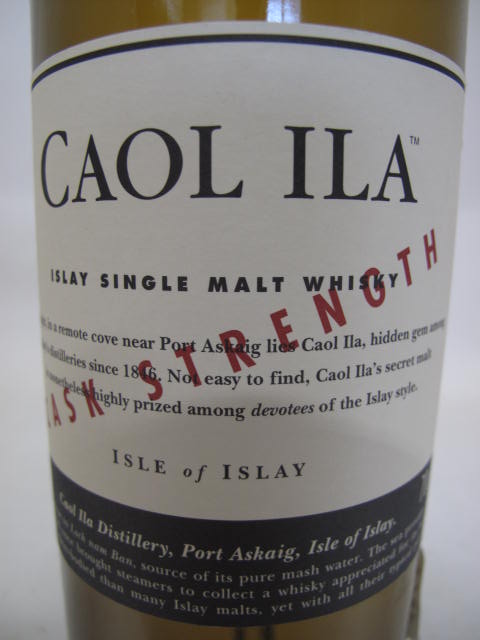 CAOL ILA™
ISLAY SINGLE MALT WHISKY
CASK STRENGTH
in a remote cove near Port Askaig lies Caol Ila, hidden gem among
distilleries since 1846. Not easy to find, Caol Ila's secret malt
nonetheless highly prized among devotees of the Islay style.
ISLE of ISLAY
Caol Ila Distillery, Port Askaig, Isle of Islay.
Loch nam Ban, source of its pure mash water. The sea
brought steamers to collect a whisky appreciated for
than many Islay malts, yet with all their